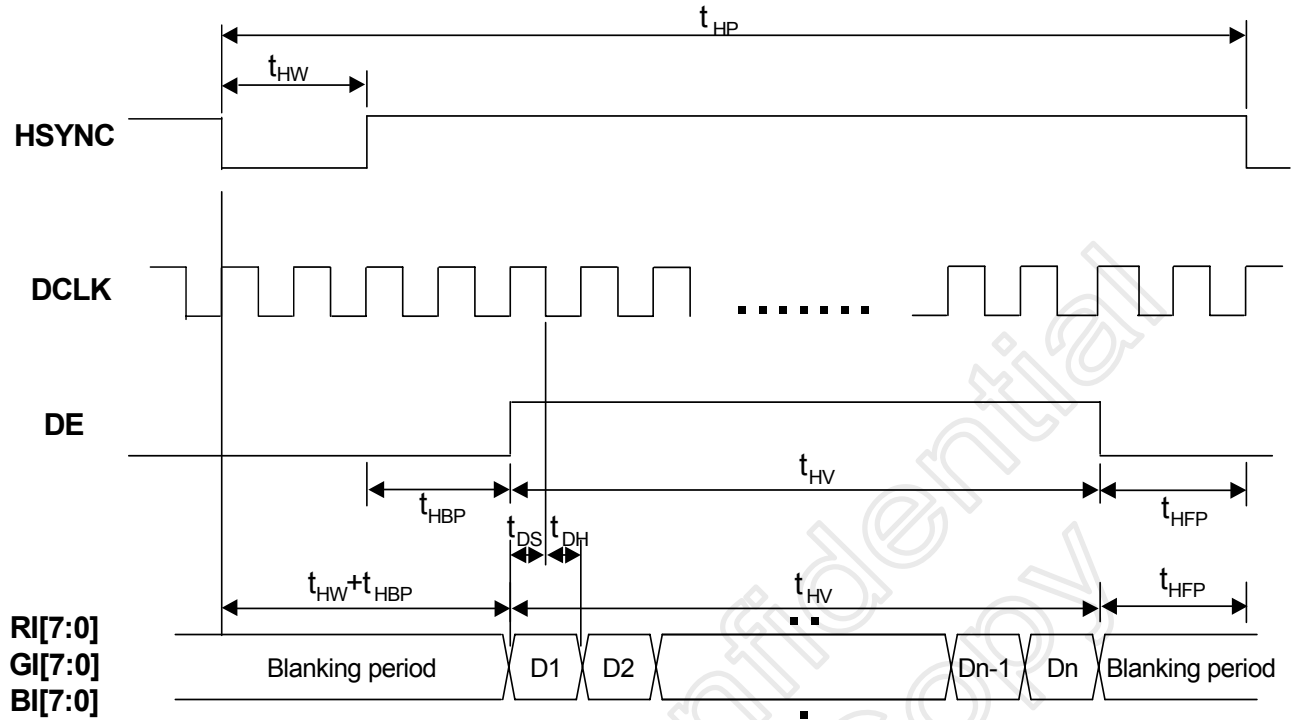 t HP
tHW
HSYNC
DCLK
DE
tHV
tHBP
tHFP
tDS tDH
tHW+t HBP
tHV
tHFP
RI[7:0]
GI[7:0]
BI[7:0]
Blanking period D1 D2 Dn-1 Dn Blanking period